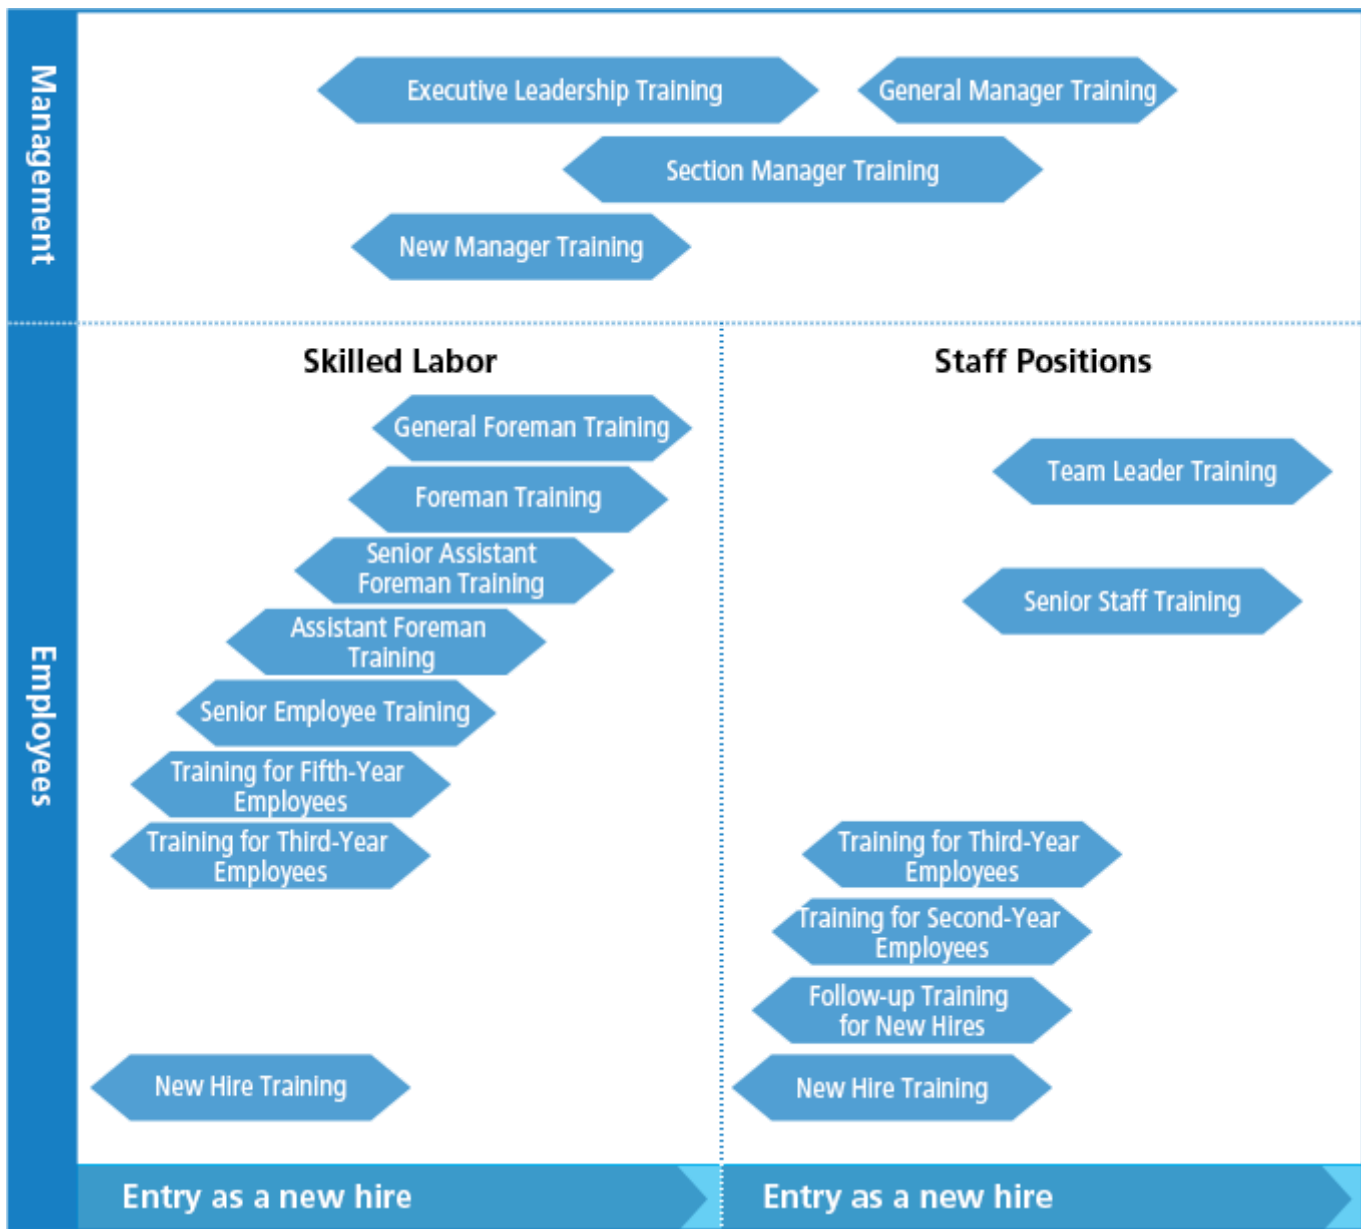 Management
Executive Leadership Training
General Manager Training
Section Manager Training
New Manager Training
Employees
Skilled Labor
General Foreman Training
Foreman Training
Senior Assistant
Foreman Training
Assistant Foreman
Training
Senior Employee Training
Training for Fifth-Year
Employees
Training for Third-Year
Employees
New Hire Training
Entry as a new hire
Staff Positions
Team Leader Training
Senior Staff Training
Training for Third-Year
Employees
Training for Second-Year
Employees
Follow-up Training
for New Hires
New Hire Training
Entry as a new hire